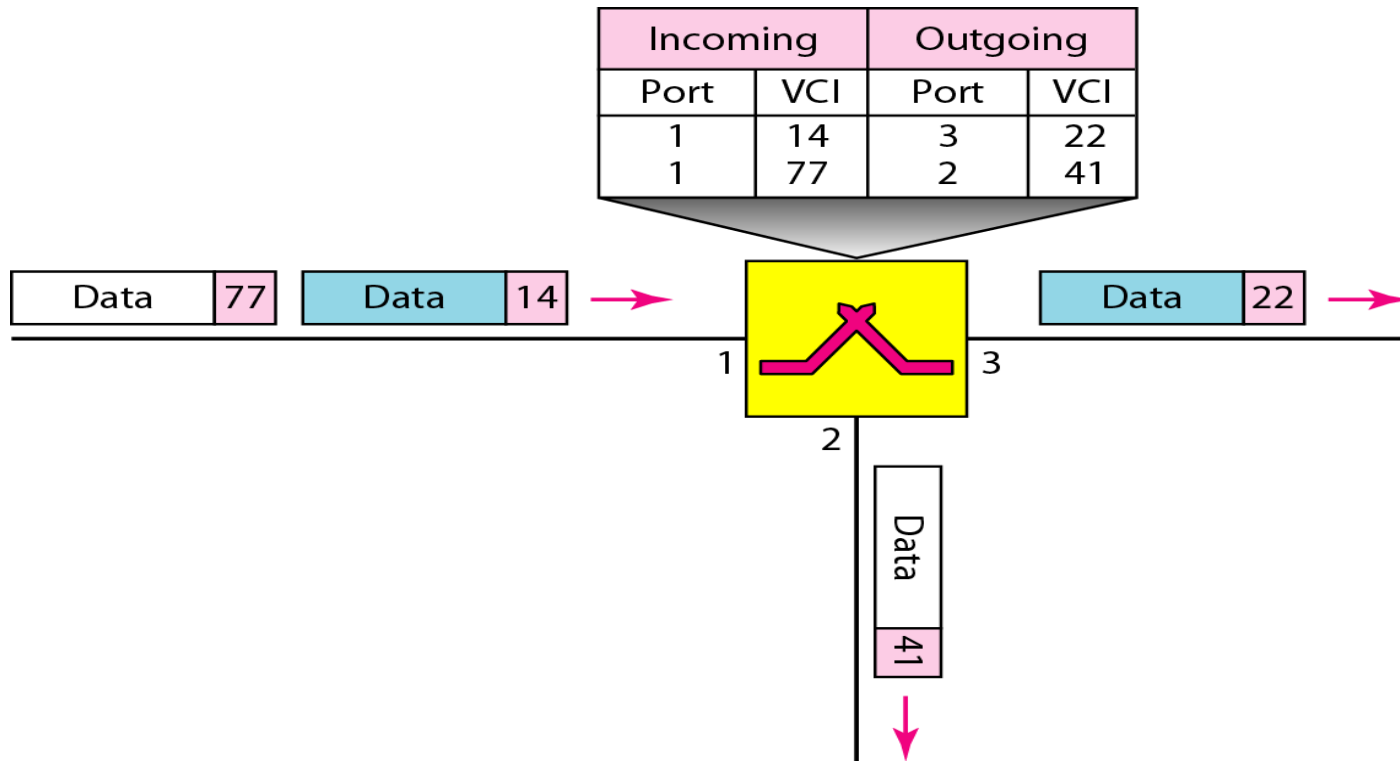 Incoming Outgoing
Port VCI Port VCI
1 14 3 22
1 77 2 41
Data 77 Data 14 Data 22
1 3
2
Data 41